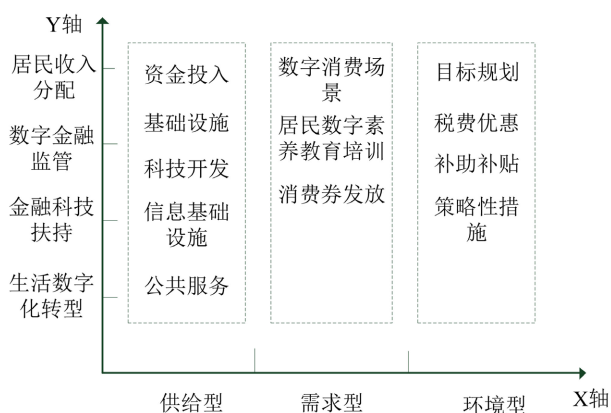 Y轴
居民收入
分配
数字金融
监管
金融科技
扶持
生活数字
化转型
资金投入
基础设施
科技开发
信息基础
设施
公共服务
数字消费场
景
居民数字素
养教育培训
消费券发放
目标规划
税费优惠
补助补贴
策略性措
施
供给型
需求型
环境型
X轴